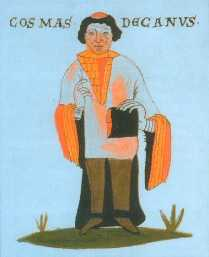 COSMAS · DECANVS ·